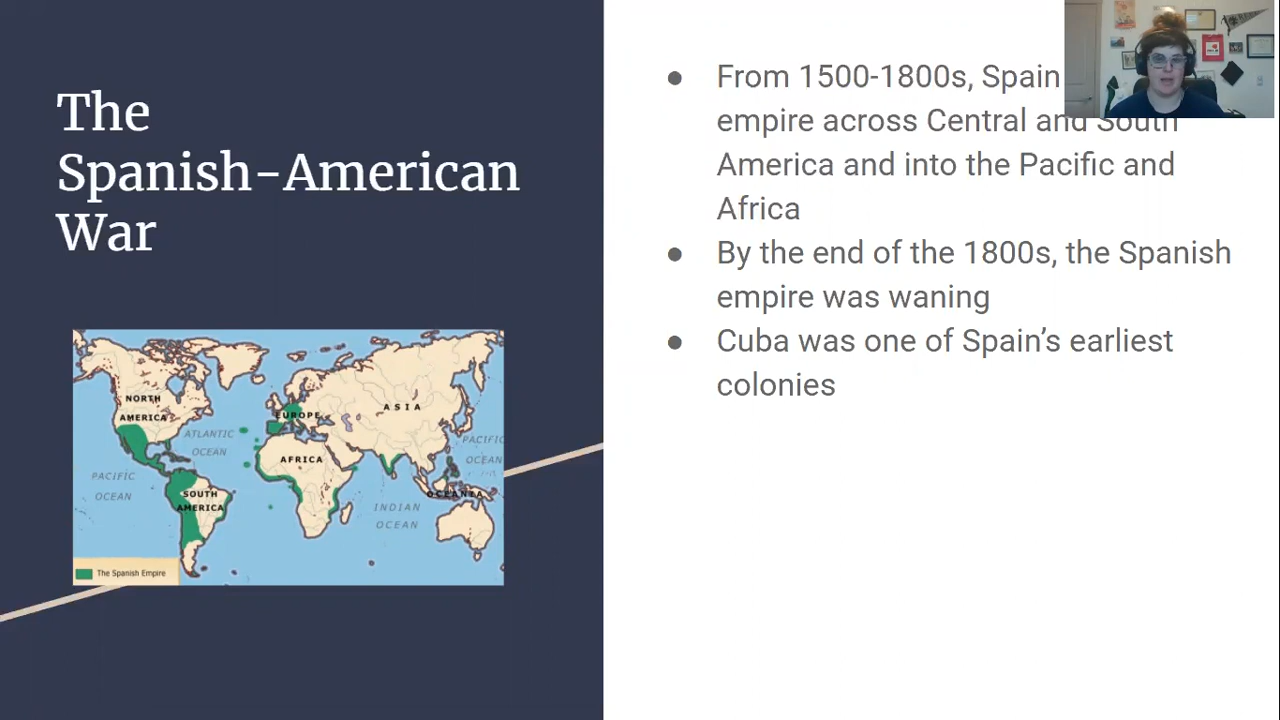 The
Spanish-American
War
From 1500-1800s, Spain
empire across Central and South
America and into the Pacific and
Africa
By the end of the 1800s, the Spanish
empire was waning
Cuba was one of Spain's earliest
colonies
NORTH
AMERICA
ATLANTIC
OCEAN
PACIFIC
OCEAN
SOUTH
AMERICA
EUROPE
ASIA
AFRICA
INDIAN
OCEAN
PACIFIC
OCEAN
OCEANIA
The Spanish Empire